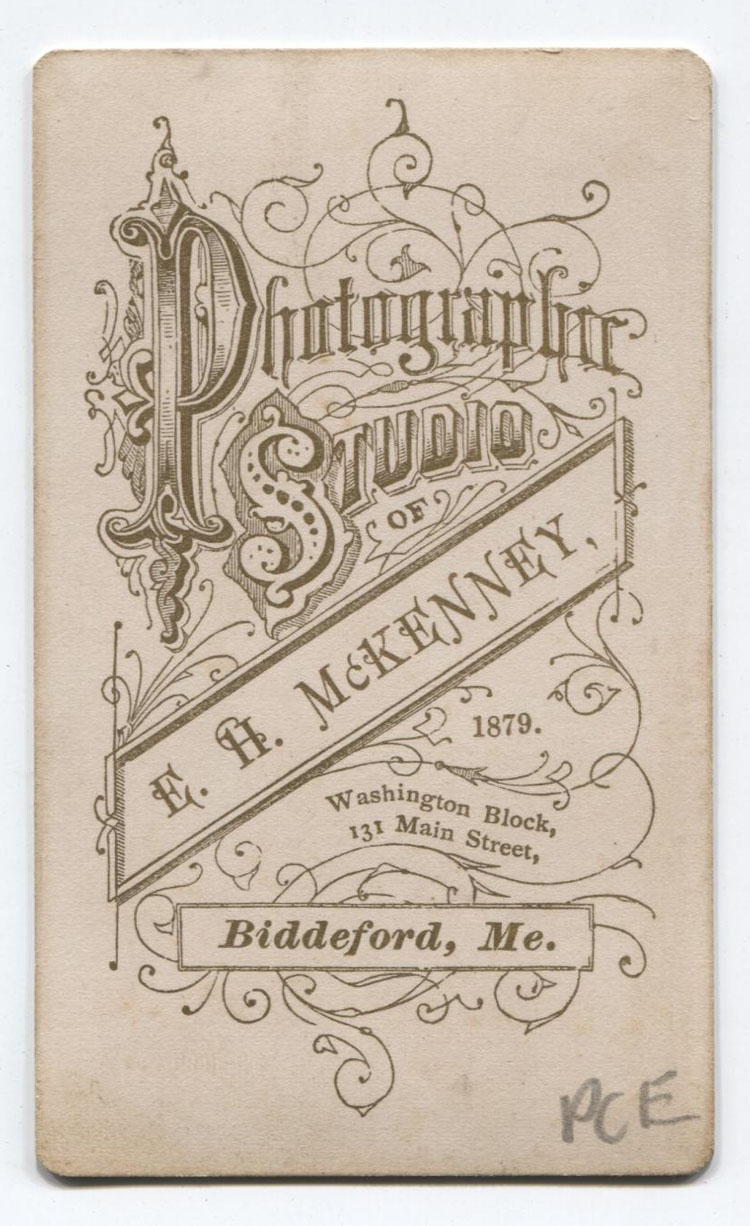 Photographic
STUDIO
OF
E. H. McKENNEY,
1879.
Washington Block,
131 Main Street,
Biddeford, Me.
PCE